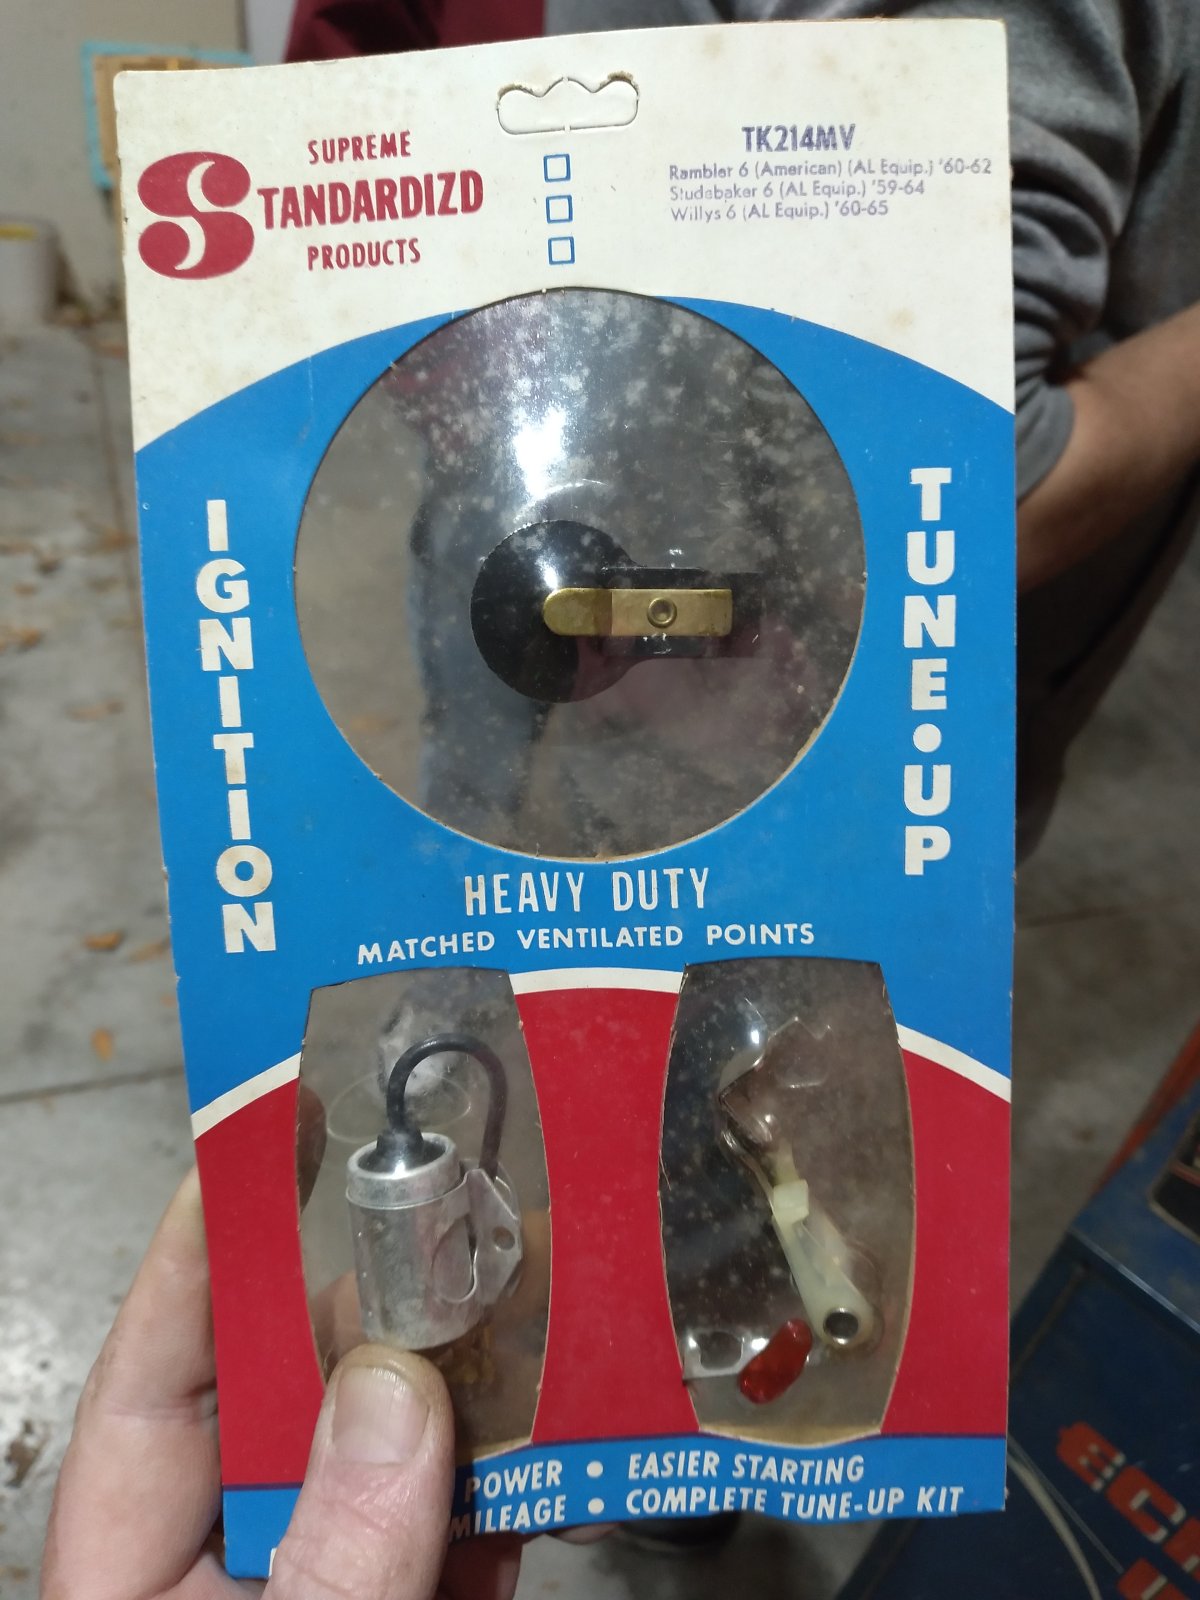 SUPREME
STANDARDIZD
PRODUCTS
TK214MV
Rambler 6 (American) (AL Equip.) '60-62
Studebaker 6 (AL Equip.) '59-64
Willys 6 (AL Equip.) '60-65
IGNITION
TUNE•UP
HEAVY DUTY
MATCHED VENTILATED POINTS
POWER • EASIER STARTING
MILEAGE • COMPLETE TUNE-UP KIT